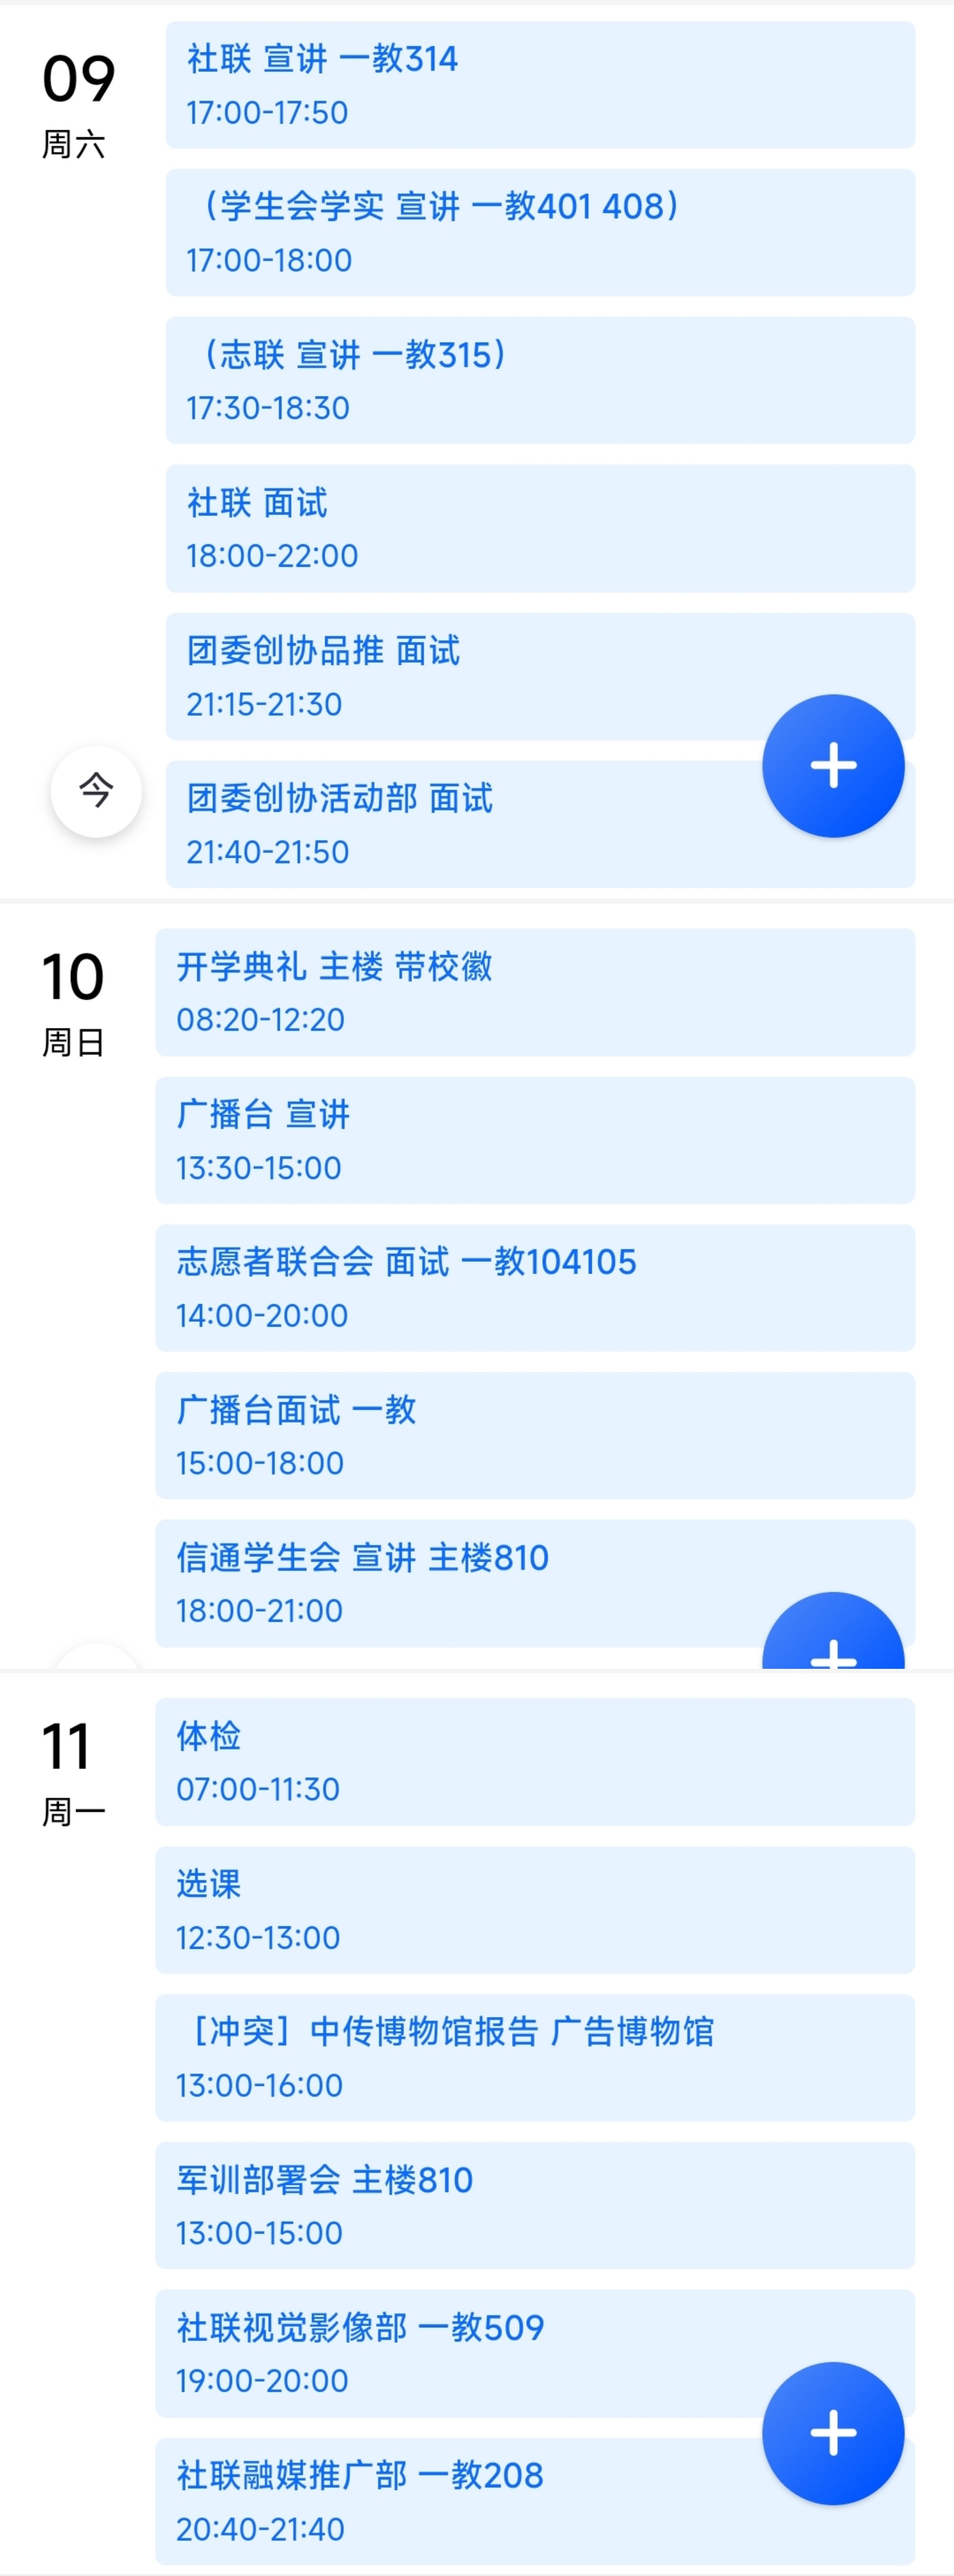 09
周六
社联 宣讲 一教314
17:00-17:50
（学生会学实 宣讲 一教401 408）
17:00-18:00
（志联 宣讲 一教315）
17:30-18:30
社联 面试
18:00-22:00
团委创协品推 面试
21:15-21:30
团委创协活动部 面试
21:40-21:50
今
10
周日
开学典礼 主楼 带校徽
08:20-12:20
广播台 宣讲
13:30-15:00
志愿者联合会 面试 一教104105
14:00-20:00
广播台面试 一教
15:00-18:00
信通学生会 宣讲 主楼810
18:00-21:00
11
周一
体检
07:00-11:30
选课
12:30-13:00
［冲突］中传博物馆报告 广告博物馆
13:00-16:00
军训部署会 主楼810
13:00-15:00
社联视觉影像部 一教509
19:00-20:00
社联融媒推广部 一教208
20:40-21:40